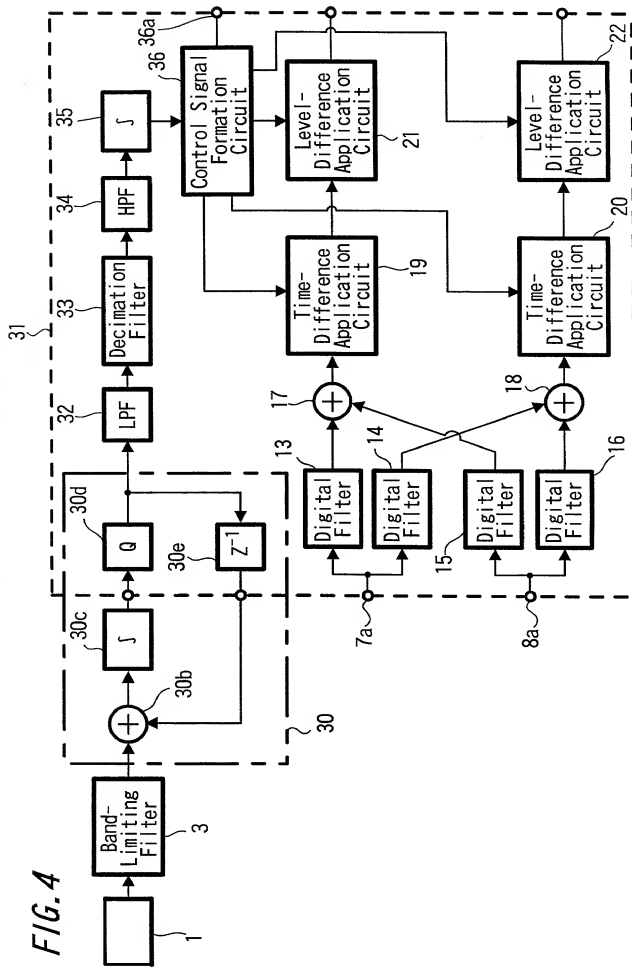 FIG. 4
1
Band-
Limiting
Filter
3
30
30b
30c
∫
30d
Q
30e
Z⁻¹
31
32
LPF
33
Decimation
Filter
34
HPF
35
∫
36
Control Signal
Formation
Circuit
36a
7a
8a
13
Digital
Filter
14
Digital
Filter
15
Digital
Filter
16
Digital
Filter
17
+
18
+
+
Time-
Difference
Application
Circuit
19
Time-
Difference
Application
Circuit
20
Level-
Difference
Application
Circuit
21
Level-
Difference
Application
Circuit
22